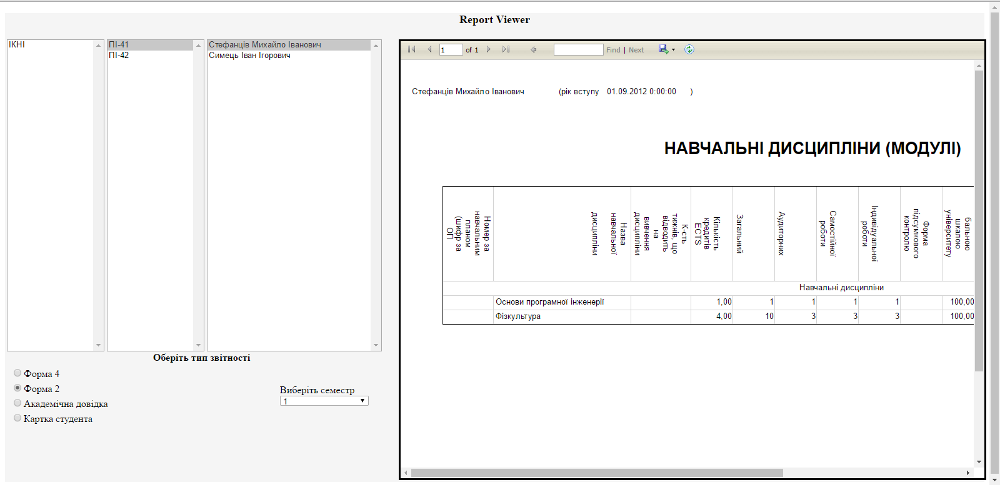 Report Viewer
ІКНІ
ПІ-41
ПІ-42
Стефанців Михайло Іванович
Симець Іван Ігорович
Оберіть тип звітності
Форма 4
Форма 2
Академічна довідка
Картка студента
Виберіть семестр
1
1 of 1 Find | Next
Стефанців Михайло Іванович (рік вступу 01.09.2012 0:00:00 )
НАВЧАЛЬНІ ДИСЦИПЛІНИ (МОДУЛІ)
Номер за
навчальним
планом
(шифр за
ОП
Назва
навчальної
дисципліни
К-сть
тижнів, що
відводить
на
вивчення
дисципліни
Кількість
кредитів
ECTS
Загальний
Аудиторних
Самостійної
роботи
Індивідуальної
роботи
Форма
підсумкового
контролю
бальною
шкалою
університету
Навчальні дисципліни
Основи програмної інженерії 1,00 1 1 1 1 100,00
Фізкультура 4,00 10 3 3 3 100,00